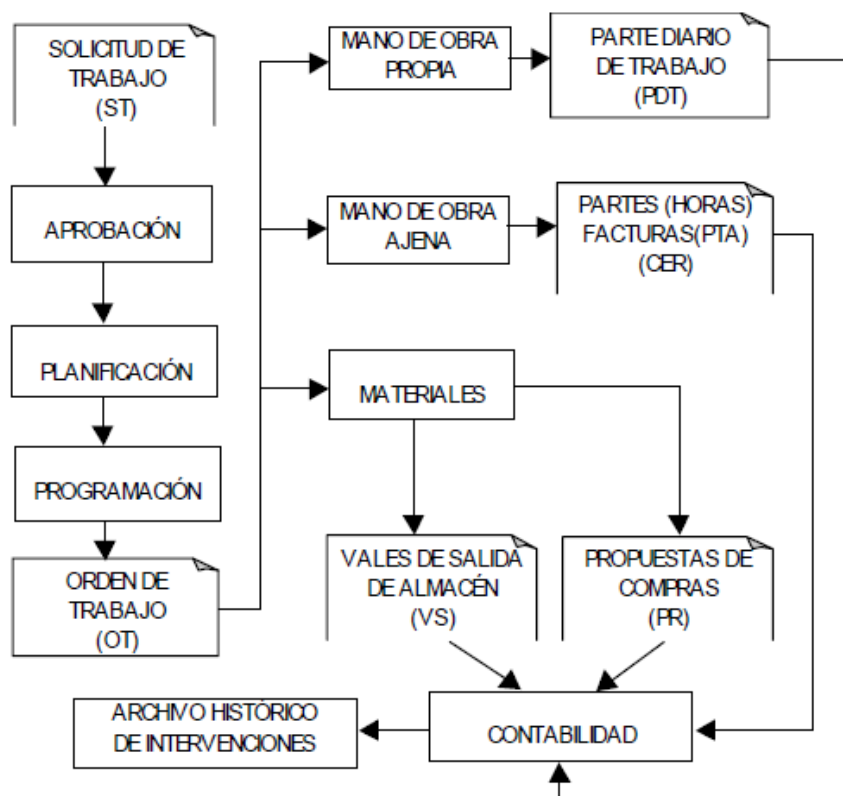 SOLICITUD DE
TRABAJO
(ST)
APROBACIÓN
PLANIFICACIÓN
PROGRAMACIÓN
ORDEN DE
TRABAJO
(OT)
MANO DE OBRA
PROPIA
PARTE DIARIO
DE TRABAJO
(PDT)
MANO DE OBRA
AJENA
PARTES (HORAS)
FACTURAS(PTA)
(CER)
MATERIALES
VALES DE SALIDA
DE ALMACÉN
(VS)
PROPUESTAS DE
COMPRAS
(PR)
CONTABILIDAD
ARCHIVO HISTÓRICO
DE INTERVENCIONES